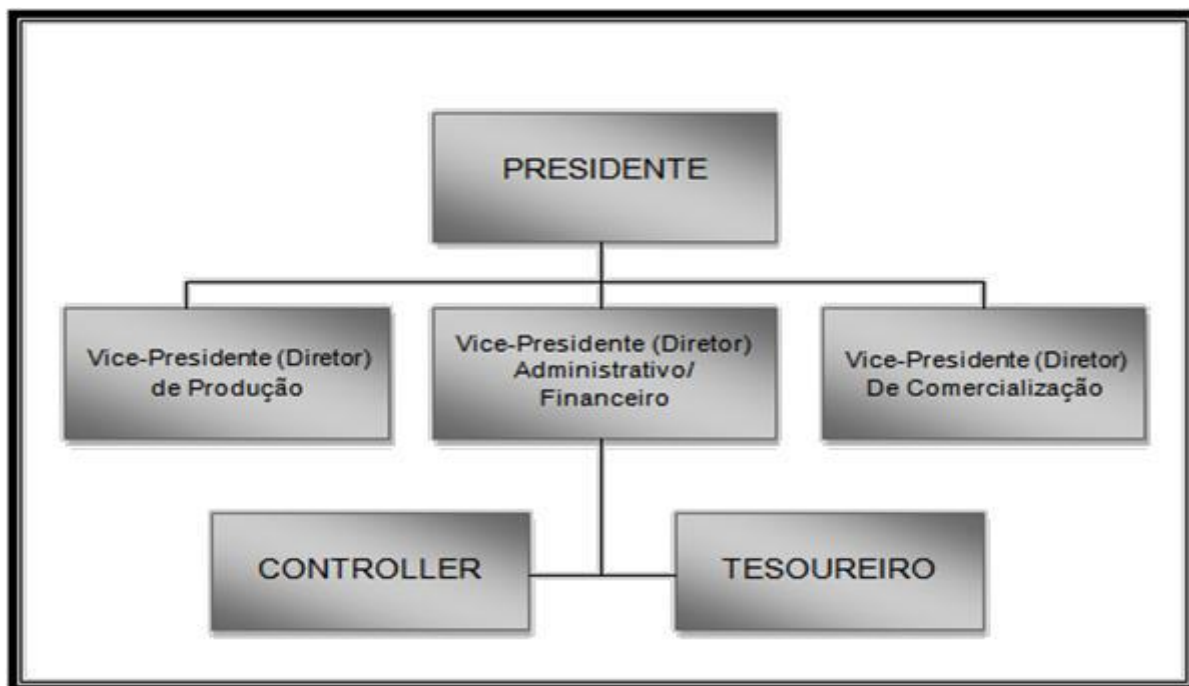 PRESIDENTE
Vice-Presidente (Diretor)
de Produção
Vice-Presidente (Diretor)
Administrativo/
Financeiro
Vice-Presidente (Diretor)
De Comercialização
CONTROLLER
TESOUREIRO